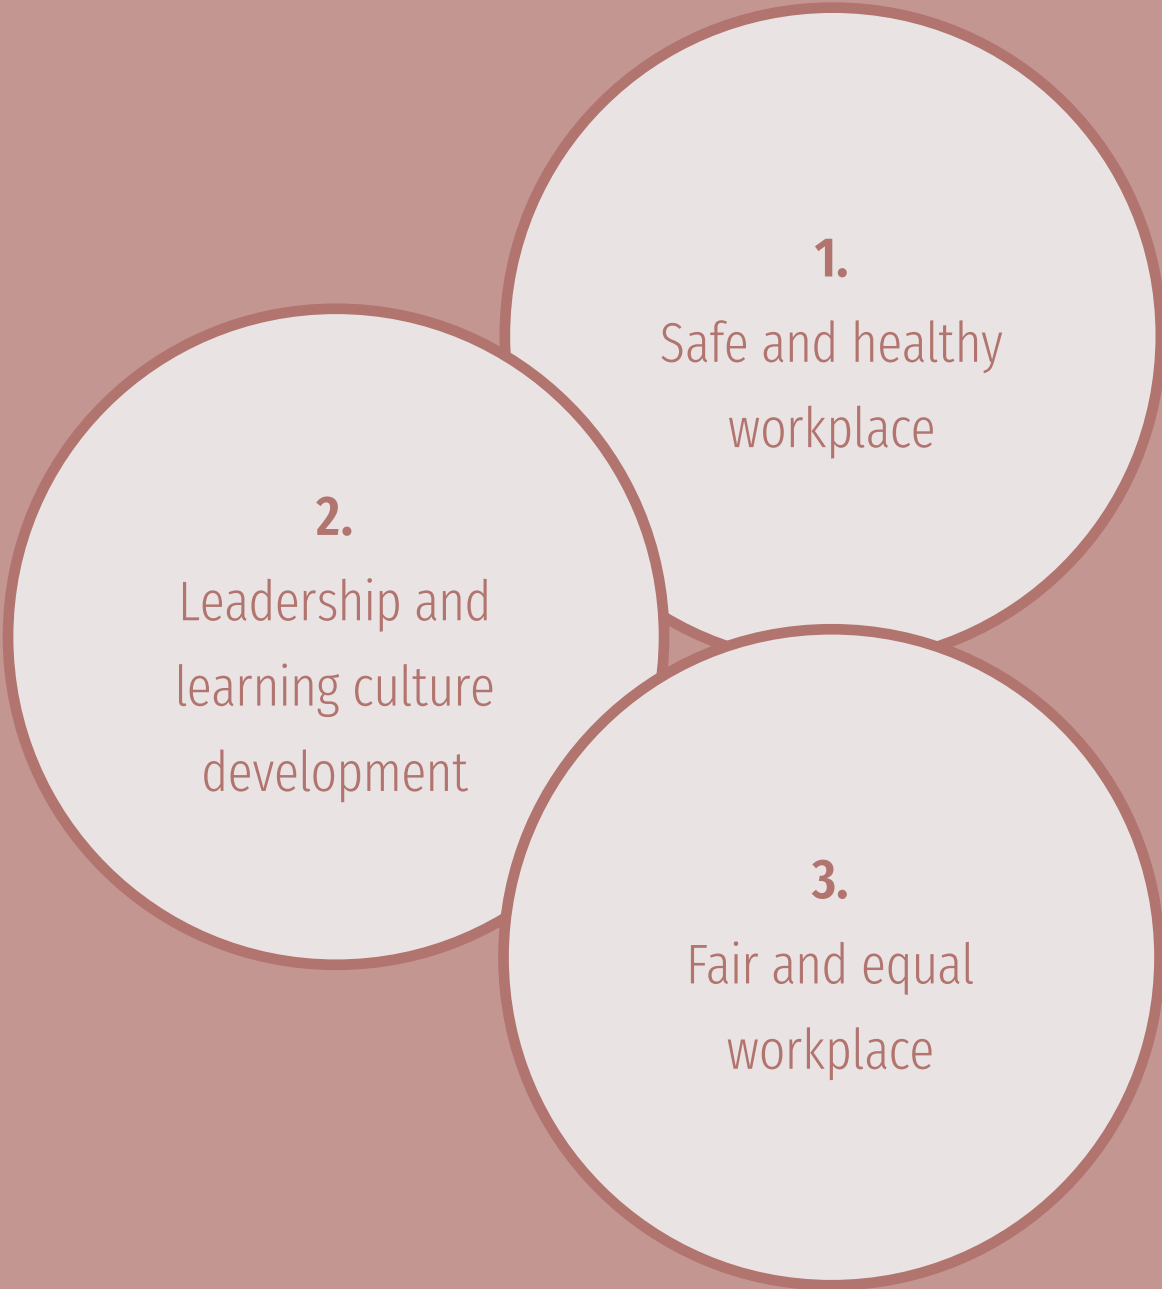 1.
Safe and healthy
workplace
2.
Leadership and
learning culture
development
3.
Fair and equal
workplace